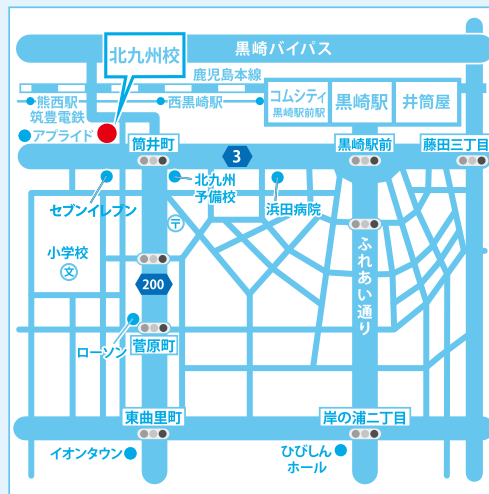 北九州校
黒崎バイパス
鹿児島本線
熊西駅
西黒崎駅
コムシティ
黒崎駅前駅
黒崎駅
井筒屋
筑豊電鉄
アプライド
筒井町
3
黒崎駅前
藤田三丁目
セブンイレブン
北九州
予備校
浜田病院
〒
小学校
文
ふれあい通り
200
ローソン
菅原町
東曲里町
岸の浦二丁目
イオンタウン
ひびしん
ホール